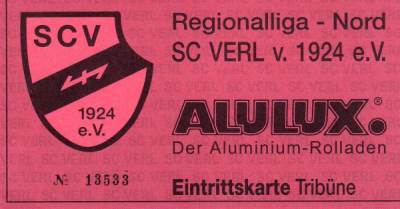 SCV
1924
e.V.
№ 13533
Regionalliga - Nord
SC VERL v. 1924 e.V.
ALULUX.®
Der Aluminium-Rolladen
Eintrittskarte Tribüne